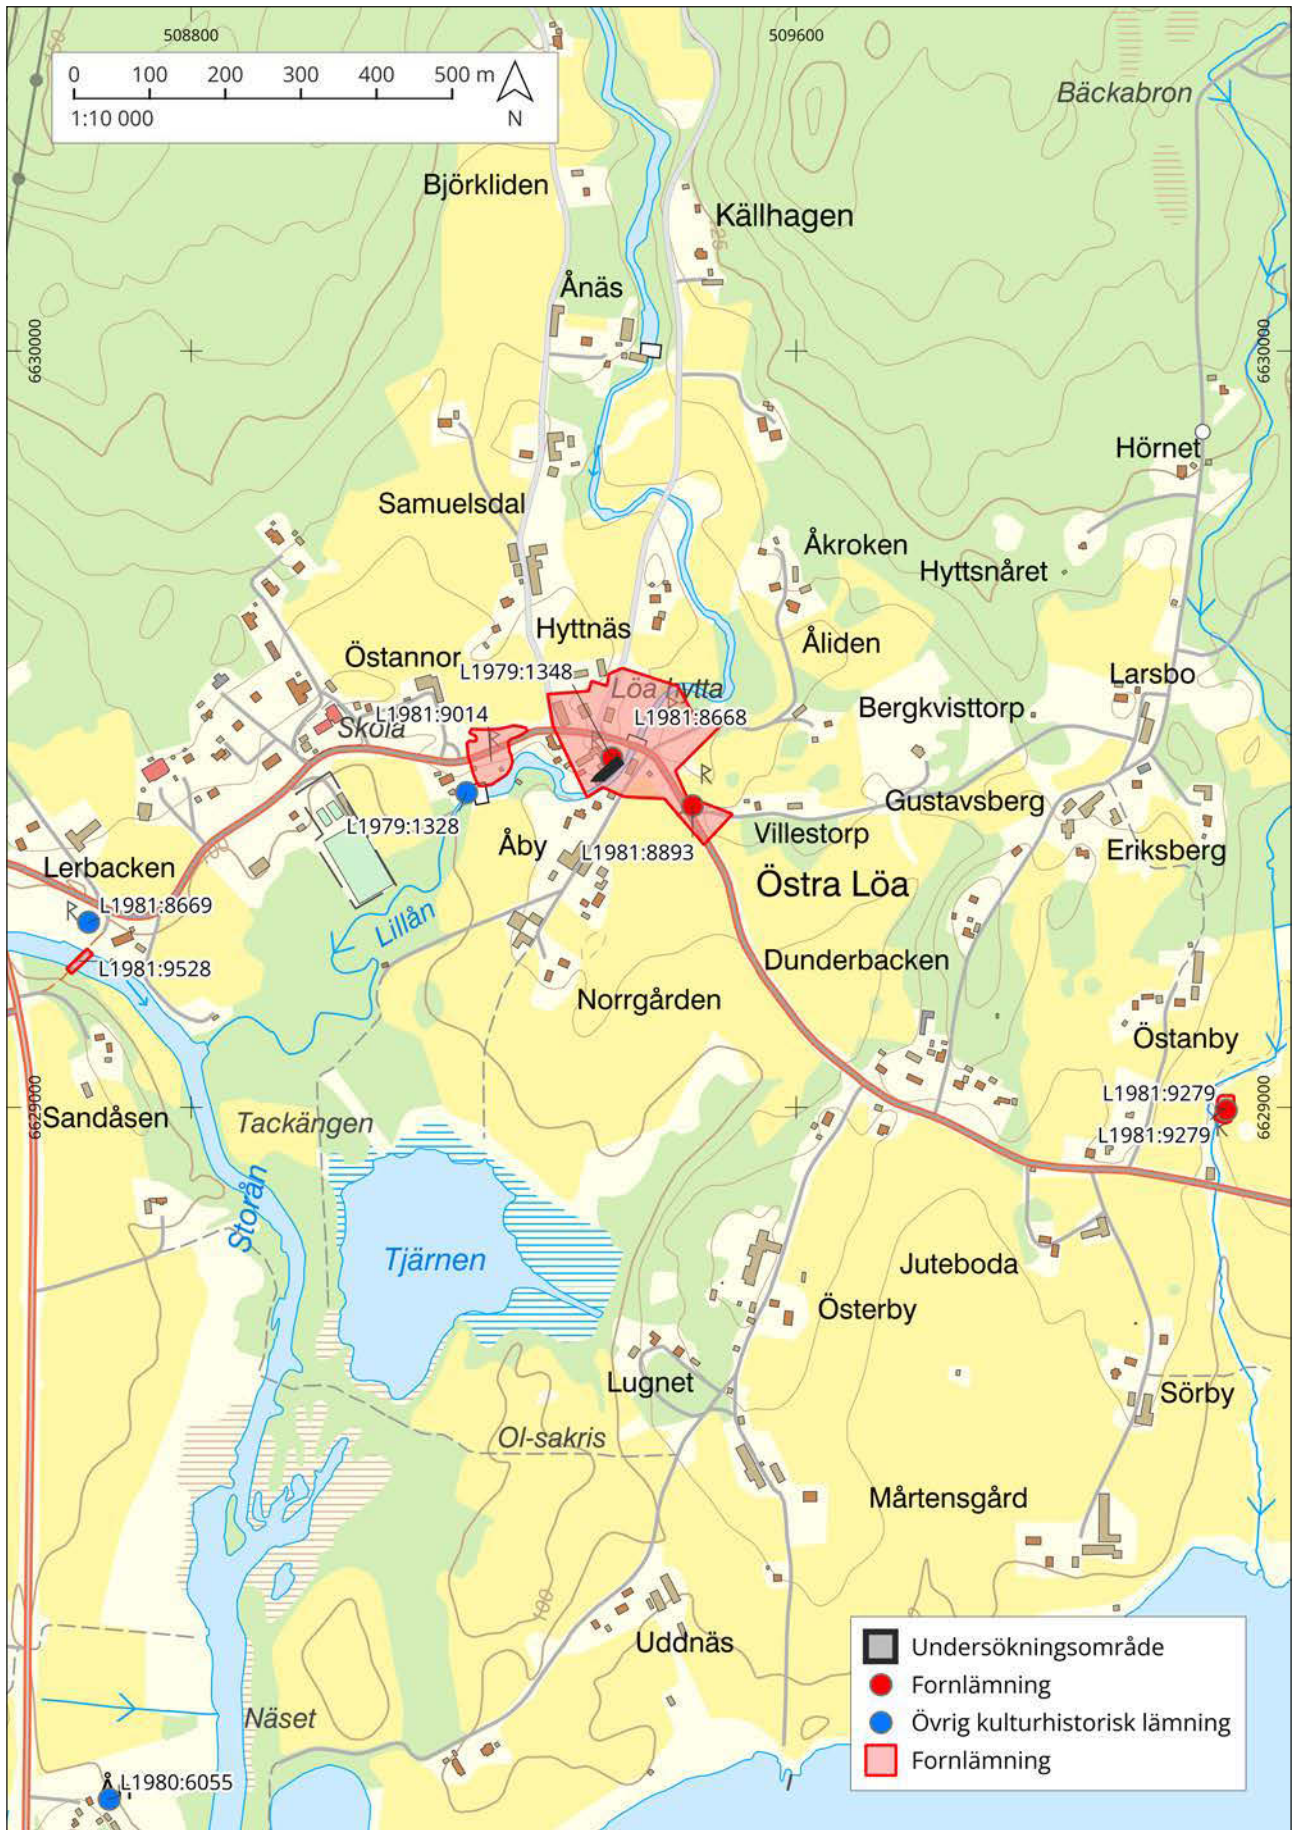 508800
509600
150
0 100 200 300 400 500 m
1:10 000
N
Bäckabron
Björkliden
Källhagen
125
Ånäs
6630000
6630000
Hörnet
Samuelsdal
Åkroken
Hyttsnåret
Hyttnäs
Åliden
Östannor
L1979:1348
Larsbo
Löa hytta
L1981:9014
L1981:8668
Bergkvisttorp
Skola
R
R
R
Gustavsberg
L1979:1328
Villestorp
Åby
L1981:8893
Eriksberg
Lerbacken
Östra Löa
L1981:8669
R
Lillån
L1981:9528
Dunderbacken
Norrgården
Östanby
L1981:9279
6629000
6629000
Sandåsen
Tackängen
L1981:9279
R
Storån
Tjärnen
Juteboda
Österby
Lugnet
Sörby
Ol-sakris
Mårtensgård
100
Uddnäs
Undersökningsområde
Fornlämning
Näset
Övrig kulturhistorisk lämning
Fornlämning
L1980:6055